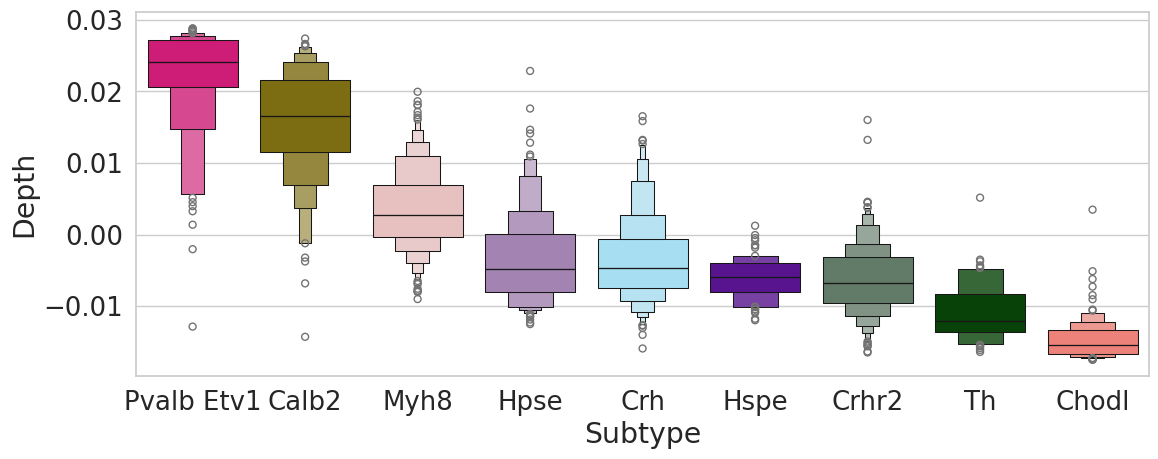 0.03
0.02
0.01
0.00
−0.01
Depth
Pvalb Etv1 Calb2 Myh8 Hpse Crh Hspe Crhr2 Th Chodl
Subtype